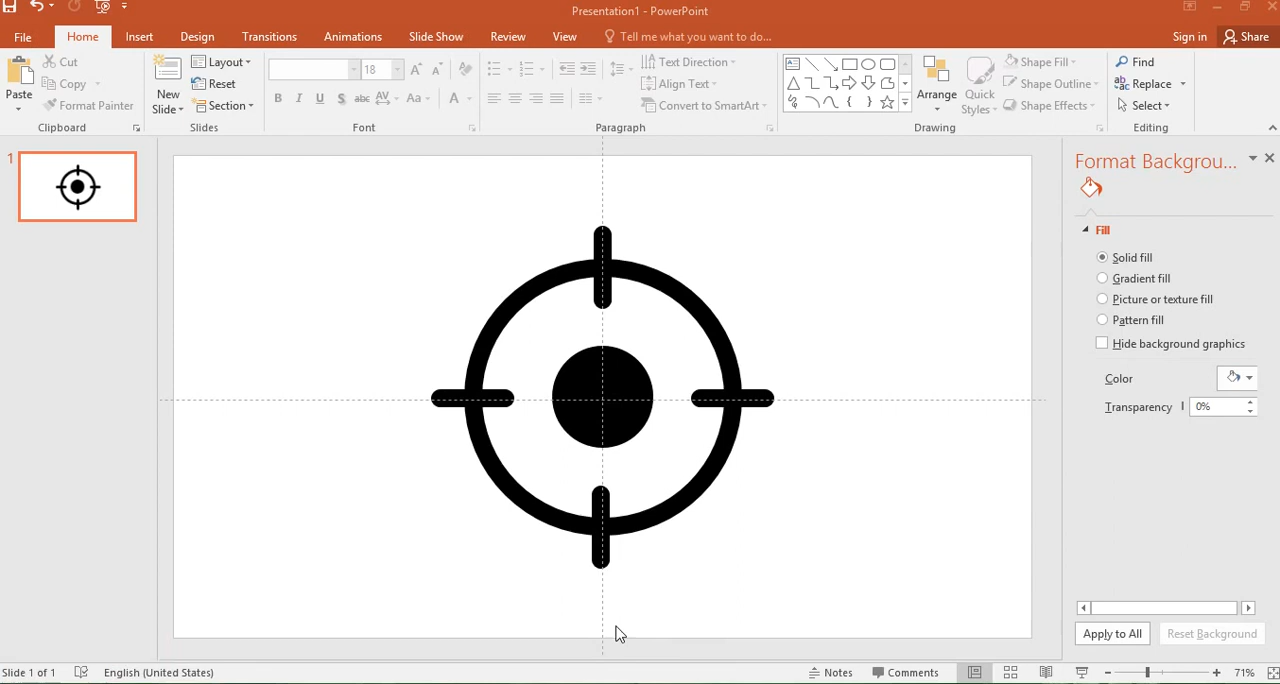 Presentation1 - PowerPoint
File Home Insert Design Transitions Animations Slide Show Review View Tell me what you want to do... Sign in Share
Paste
Cut
Copy
Format Painter
Clipboard
New Slide
Layout
Reset
Section
Slides
18
B I U S abc AV Aa A
Font
Text Direction
Align Text
Convert to SmartArt
Paragraph
Arrange
Quick Styles
Shape Fill
Shape Outline
Shape Effects
Drawing
Find
Replace
Select
Editing
1
Format Backgrou...
Fill
Solid fill
Gradient fill
Picture or texture fill
Pattern fill
Hide background graphics
Color
Transparency 0%
Apply to All Reset Background
Slide 1 of 1 English (United States) Notes Comments 71%